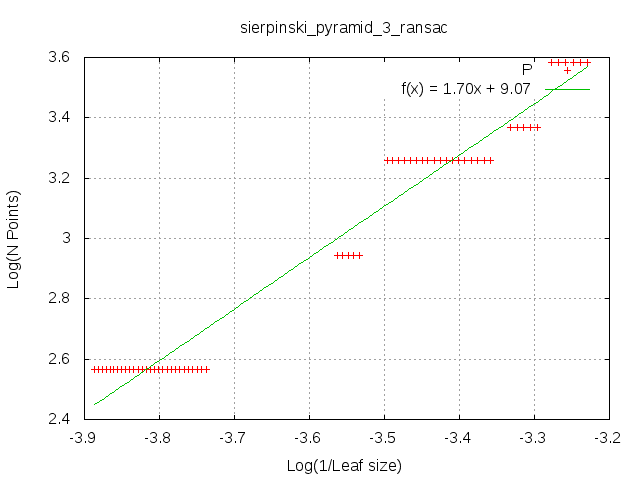 sierpinski_pyramid_3_ransac
3.6
3.4
3.2
3
2.8
2.6
2.4
-3.9 -3.8 -3.7 -3.6 -3.5 -3.4 -3.3 -3.2
Log(N Points)
Log(1/Leaf size)
P
f(x) = 1.70x + 9.07